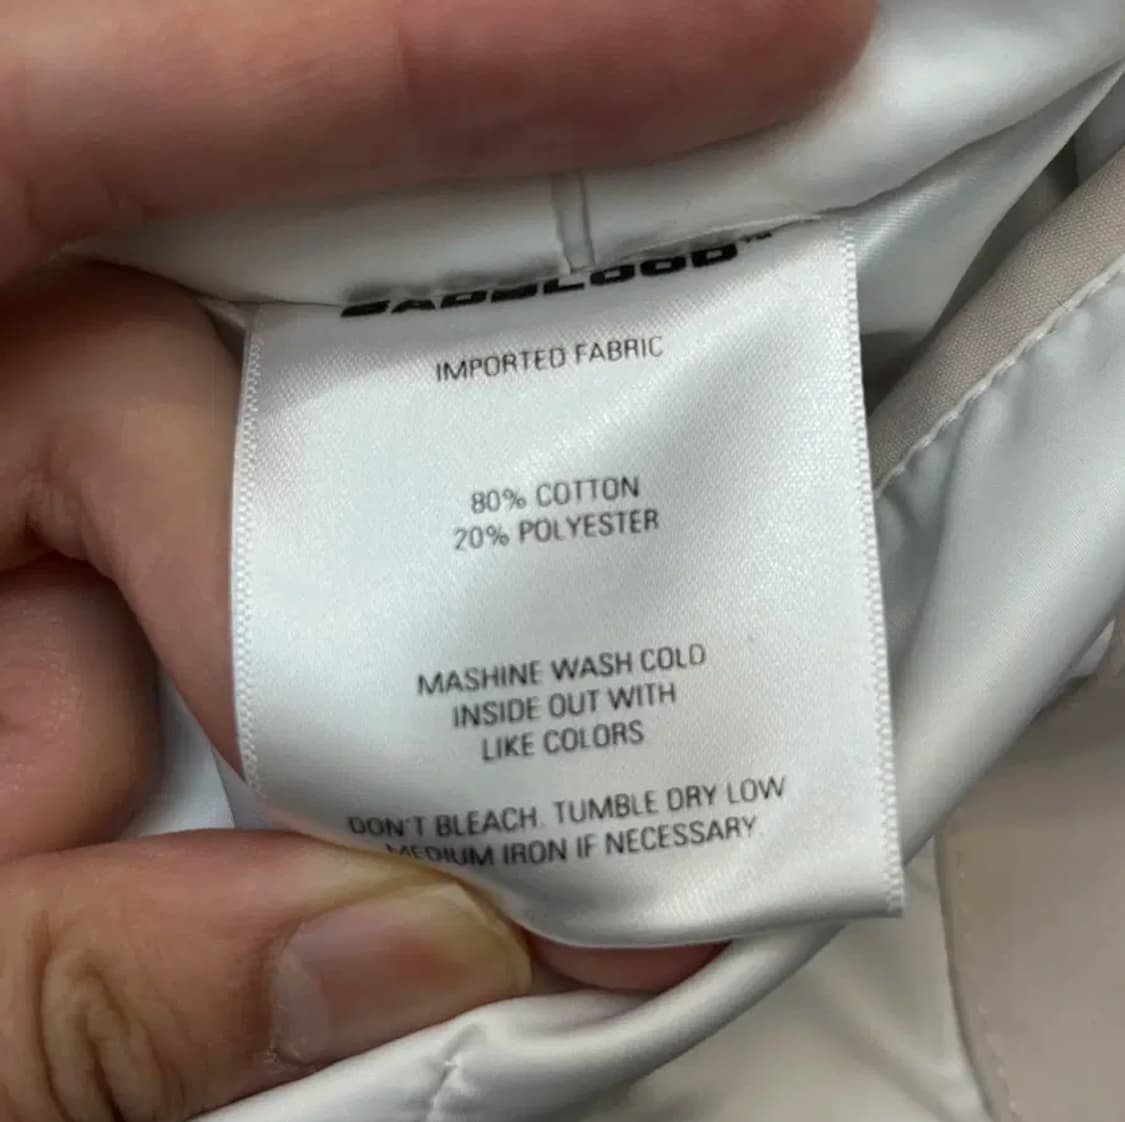 IMPORTED FABRIC
80% COTTON
20% POLYESTER
MASHINE WASH COLD
INSIDE OUT WITH
LIKE COLORS
DON'T BLEACH. TUMBLE DRY LOW
MEDIUM IRON IF NECESSARY